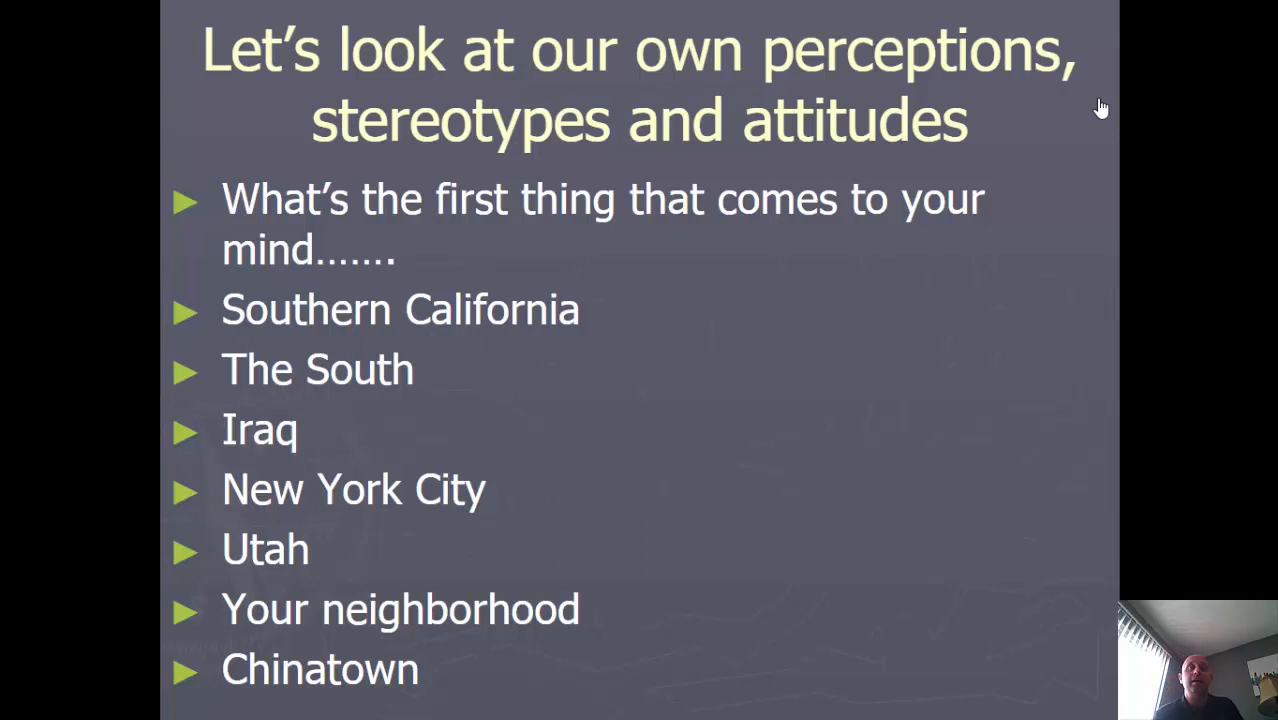 Let’s look at our own perceptions,
stereotypes and attitudes
What’s the first thing that comes to your
mind.......
Southern California
The South
Iraq
New York City
Utah
Your neighborhood
Chinatown